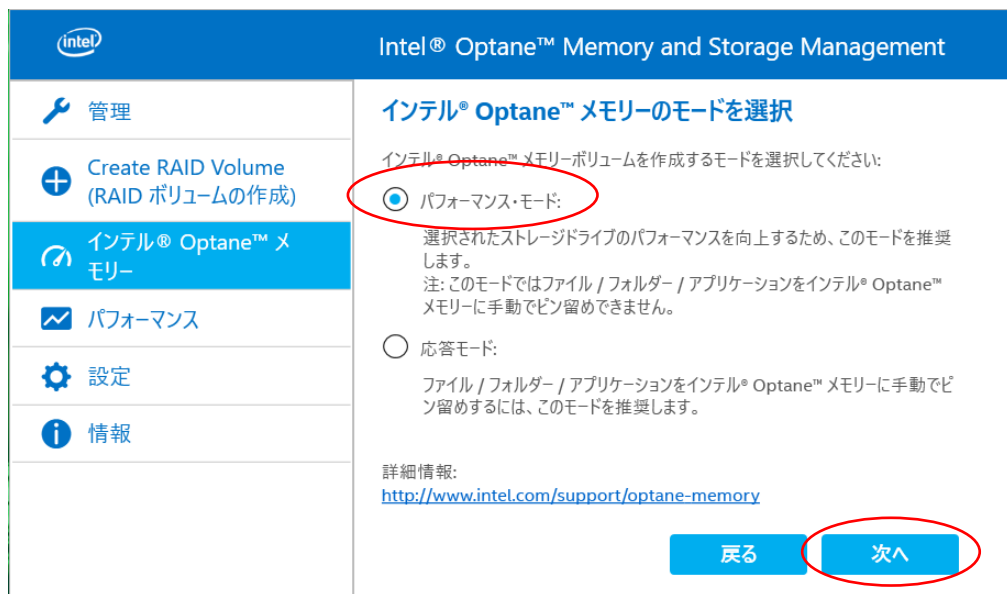 intel
Intel® Optane™ Memory and Storage Management
管理
Create RAID Volume
(RAID ボリュームの作成)
インテル® Optane™ メ
モリー
パフォーマンス
設定
情報
インテル® Optane™ メモリーのモードを選択
インテル® Optane™ メモリーボリュームを作成するモードを選択してください:
パフォーマンス・モード:
選択されたストレージドライブのパフォーマンスを向上するため、このモードを推奨
します。
注: このモードではファイル / フォルダー / アプリケーションをインテル® Optane™
メモリーに手動でピン留めできません。
応答モード:
ファイル / フォルダー / アプリケーションをインテル® Optane™ メモリーに手動でピ
ン留めするには、このモードを推奨します。
詳細情報:
http://www.intel.com/support/optane-memory
戻る
次へ